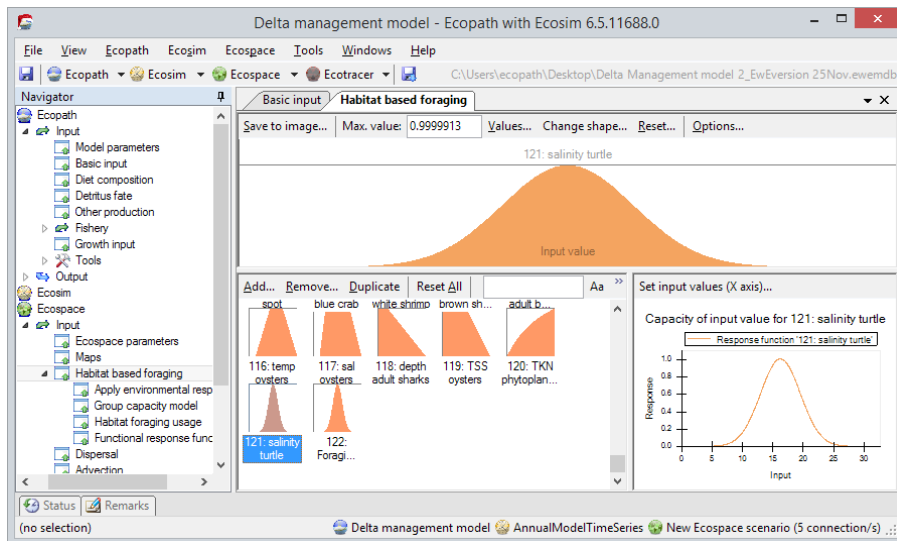 Delta management model - Ecopath with Ecosim 6.5.11688.0
File View Ecopath Ecosim Ecospace Tools Windows Help
Ecopath Ecosim Ecospace Ecotracer C:\Users\ecopath\Desktop\Delta Management model 2_EwEversion 25Nov.ewemdb
Navigator
Ecopath
Input
Model parameters
Basic input
Diet composition
Detritus fate
Other production
Fishery
Growth input
Tools
Output
Ecosim
Ecospace
Input
Ecospace parameters
Maps
Habitat based foraging
Apply environmental resp
Group capacity model
Habitat foraging usage
Functional response func
Dispersal
Advection
Basic input Habitat based foraging
Save to image... Max. value: 0.9999913 Values... Change shape... Reset... Options...
121: salinity turtle
Input value
Add... Remove... Duplicate Reset All Aa »
spot blue crab white shrimp brown sh... adult b...
116: temp oysters
117: sal oysters
118: depth adult sharks
119: TSS oysters
120: TKN phytoplan...
121: salinity turtle
122: Foragi...
Set input values (X axis)...
Capacity of input value for 121: salinity turtle
Response function '121: salinity turtle'
Response
1.0
0.8
0.6
0.4
0.2
0.0
0 5 10 15 20 25 30
Input
Status Remarks
(no selection) Delta management model AnnualModelTimeSeries New Ecospace scenario (5 connection/s)